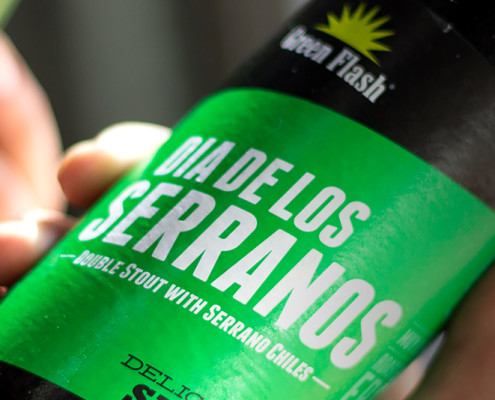 Green Flash®
DIA DE LOS
SERRANOS
— DOUBLE STOUT WITH SERRANO CHILES —